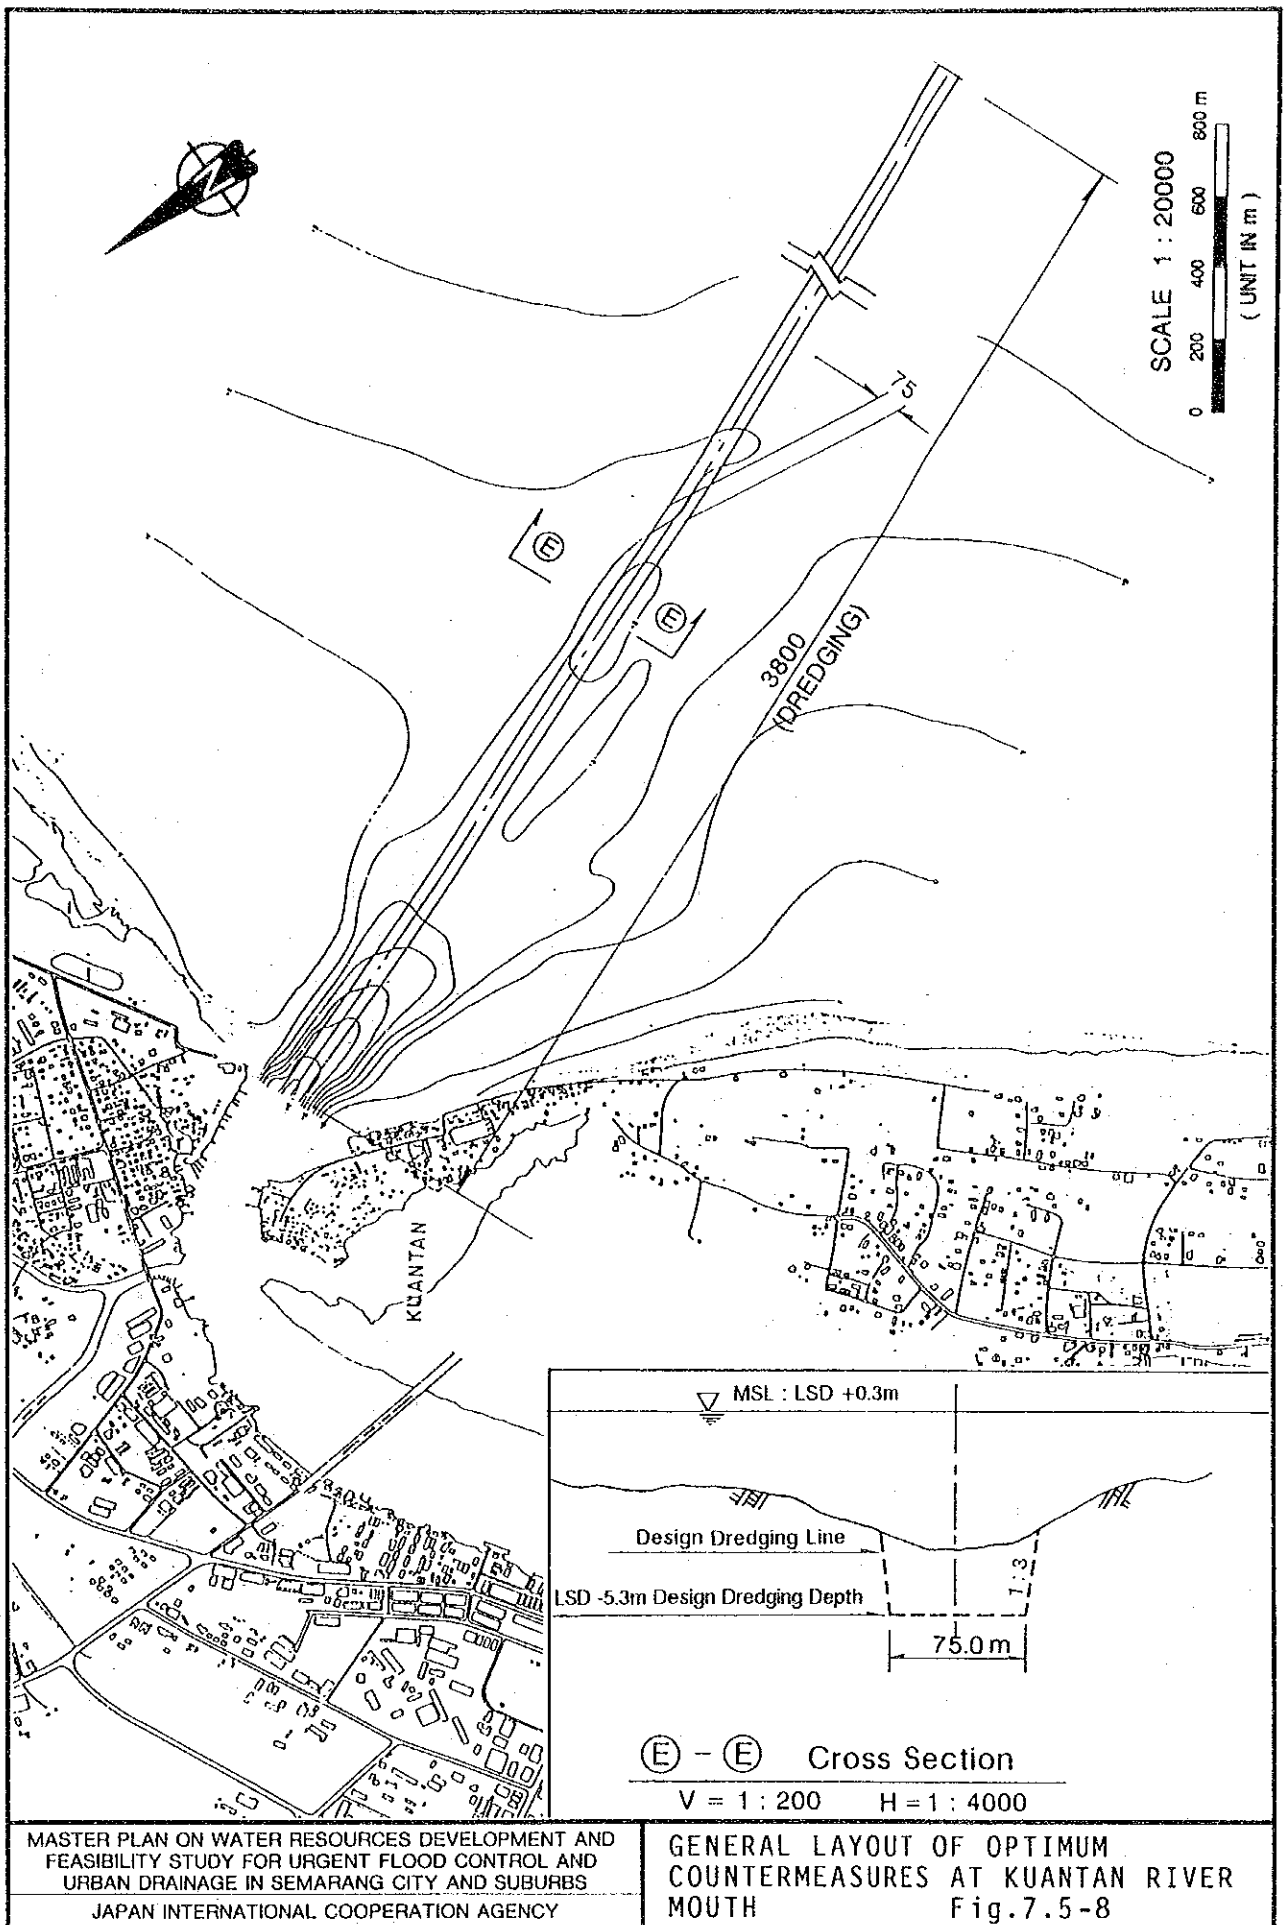 N
SCALE 1 : 20000
0 200 400 600 800 m
( UNIT IN m )
75
E
E
3800
(DREDGING)
KUANTAN
MSL : LSD +0.3m
Design Dredging Line
1:3
LSD -5.3m Design Dredging Depth
75.0 m
E - E Cross Section
V = 1 : 200 H = 1 : 4000
MASTER PLAN ON WATER RESOURCES DEVELOPMENT AND
FEASIBILITY STUDY FOR URGENT FLOOD CONTROL AND
URBAN DRAINAGE IN SEMARANG CITY AND SUBURBS
JAPAN INTERNATIONAL COOPERATION AGENCY
GENERAL LAYOUT OF OPTIMUM
COUNTERMEASURES AT KUANTAN RIVER
MOUTH Fig.7.5-8